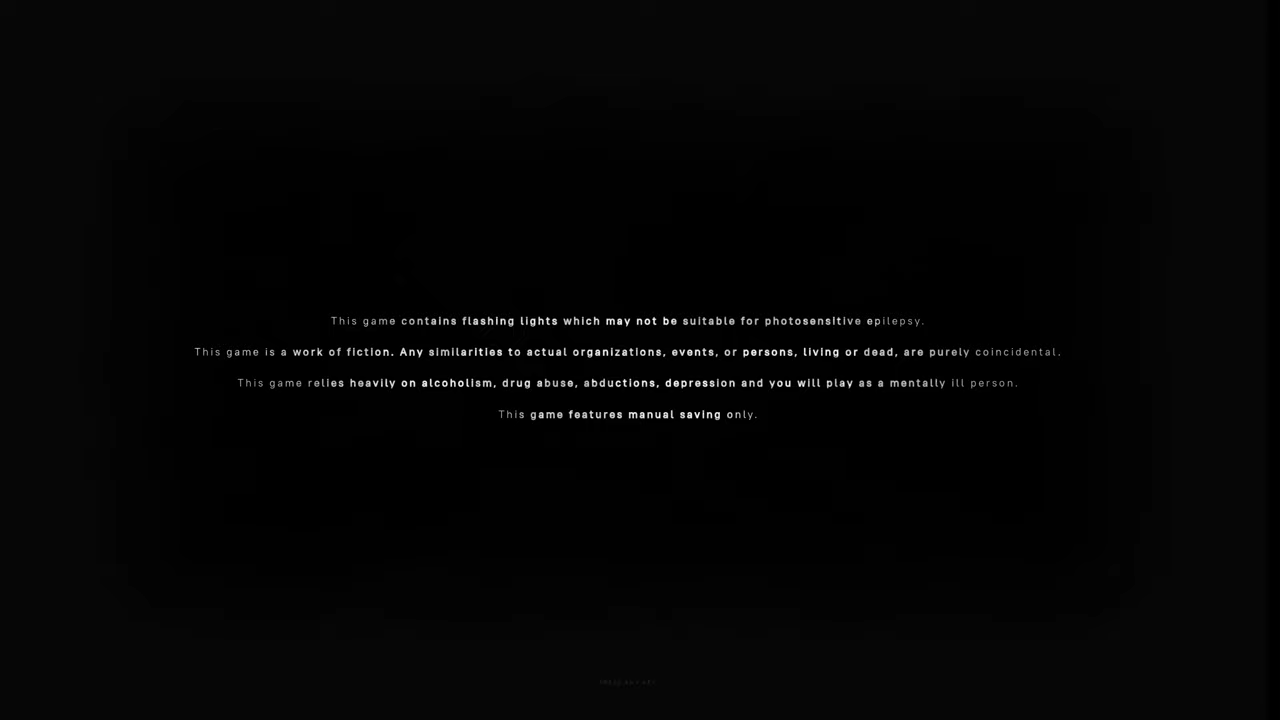 This game contains flashing lights which may not be suitable for photosensitive epilepsy.
This game is a work of fiction. Any similarities to actual organizations, events, or persons, living or dead, are purely coincidental.
This game relies heavily on alcoholism, drug abuse, abductions, depression and you will play as a mentally ill person.
This game features manual saving only.
PRESS ANY KEY